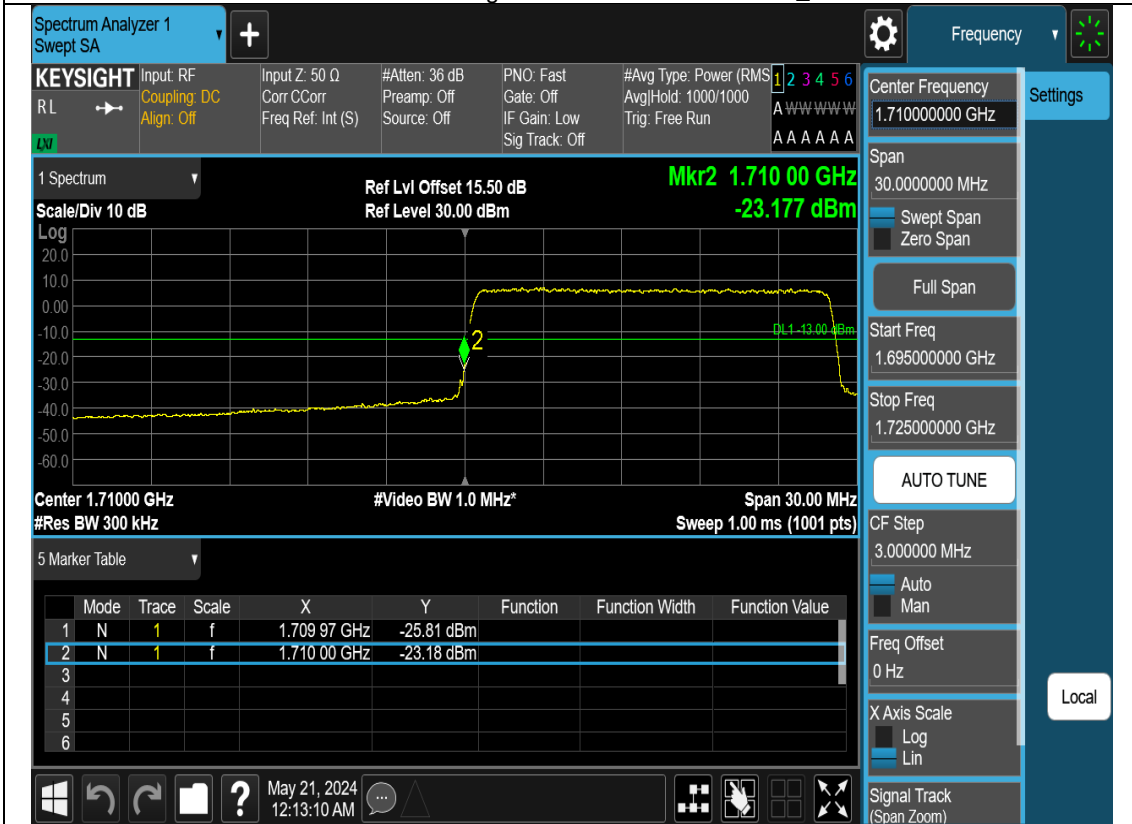 Spectrum Analyzer 1
Swept SA
+
Frequency
KEYSIGHT
RL
LXI
Input: RF
Coupling: DC
Align: Off
Input Z: 50 Ω
Corr CCorr
Freq Ref: Int (S)
#Atten: 36 dB
Preamp: Off
Source: Off
PNO: Fast
Gate: Off
IF Gain: Low
Sig Track: Off
#Avg Type: Power (RMS
Avg|Hold: 1000/1000
Trig: Free Run
1 2 3 4 5 6
A W W W W W
A A A A A A
1 Spectrum
Scale/Div 10 dB
Ref Lvl Offset 15.50 dB
Ref Level 30.00 dBm
Mkr2 1.710 00 GHz
-23.177 dBm
Log
20.0
10.0
0.00
-10.0
-20.0
-30.0
-40.0
-50.0
-60.0
2
DL1 -13.00 dBm
Center 1.71000 GHz
#Res BW 300 kHz
#Video BW 1.0 MHz*
Span 30.00 MHz
Sweep 1.00 ms (1001 pts)
5 Marker Table
Mode Trace Scale X Y Function Function Width Function Value
1 N 1 f 1.709 97 GHz -25.81 dBm
2 N 1 f 1.710 00 GHz -23.18 dBm
3
4
5
6
?
May 21, 2024
12:13:10 AM
Center Frequency
1.710000000 GHz
Settings
Span
30.0000000 MHz
Swept Span
Zero Span
Full Span
Start Freq
1.695000000 GHz
Stop Freq
1.725000000 GHz
AUTO TUNE
CF Step
3.000000 MHz
Auto
Man
Freq Offset
0 Hz
Local
X Axis Scale
Log
Lin
Signal Track
(Span Zoom)